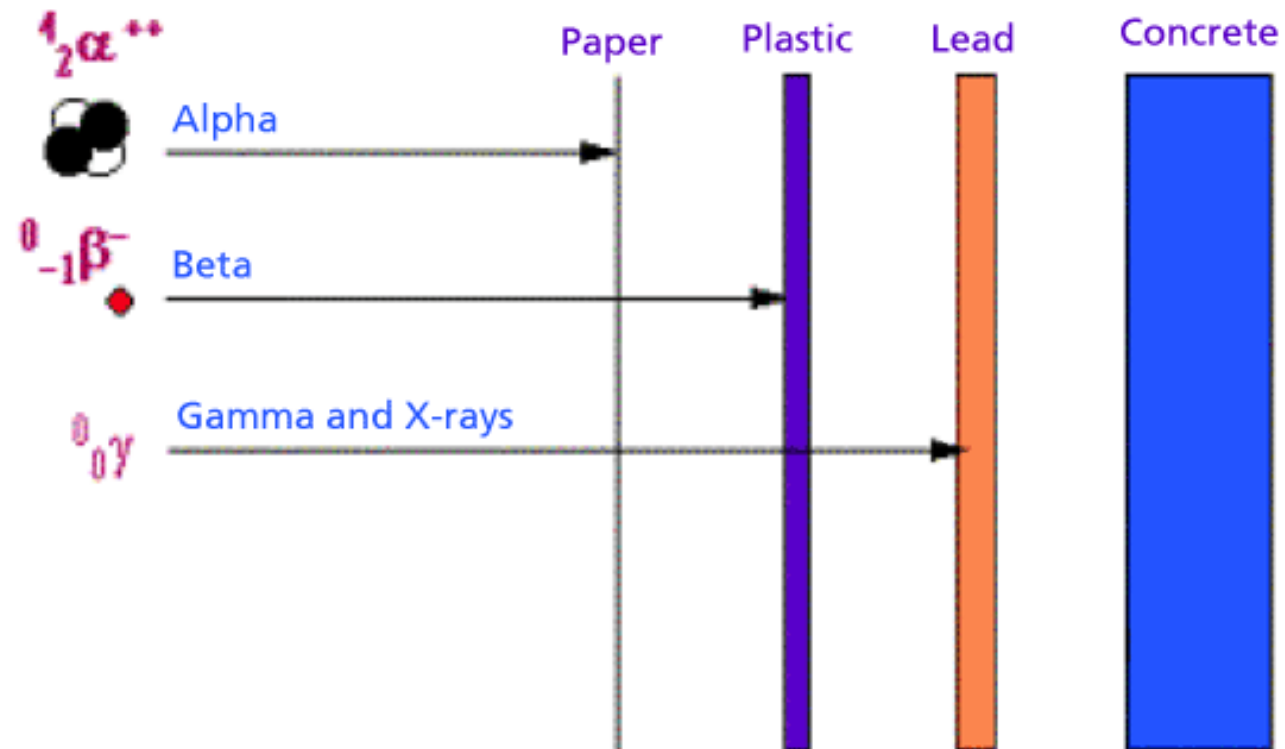 Paper Plastic Lead Concrete
⁴₂α⁺⁺
Alpha
⁰₋₁β⁻
Beta
⁰₀γ
Gamma and X-rays